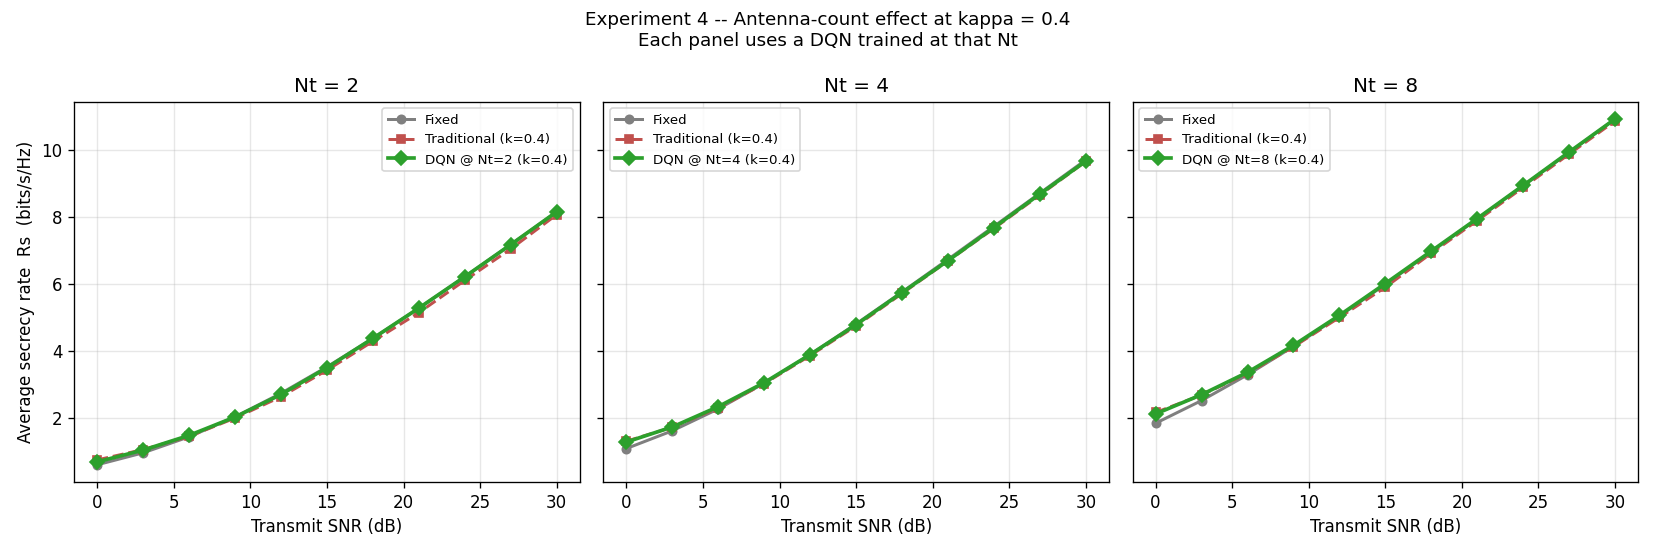 Experiment 4 -- Antenna-count effect at kappa = 0.4
Each panel uses a DQN trained at that Nt
Nt = 2
Nt = 4
Nt = 8
Average secrecy rate  Rs  (bits/s/Hz)
10
8
6
4
2
Fixed
Traditional (k=0.4)
DQN @ Nt=2 (k=0.4)
0
5
10
15
20
25
30
Transmit SNR (dB)
Fixed
Traditional (k=0.4)
DQN @ Nt=4 (k=0.4)
0
5
10
15
20
25
30
Transmit SNR (dB)
Fixed
Traditional (k=0.4)
DQN @ Nt=8 (k=0.4)
0
5
10
15
20
25
30
Transmit SNR (dB)